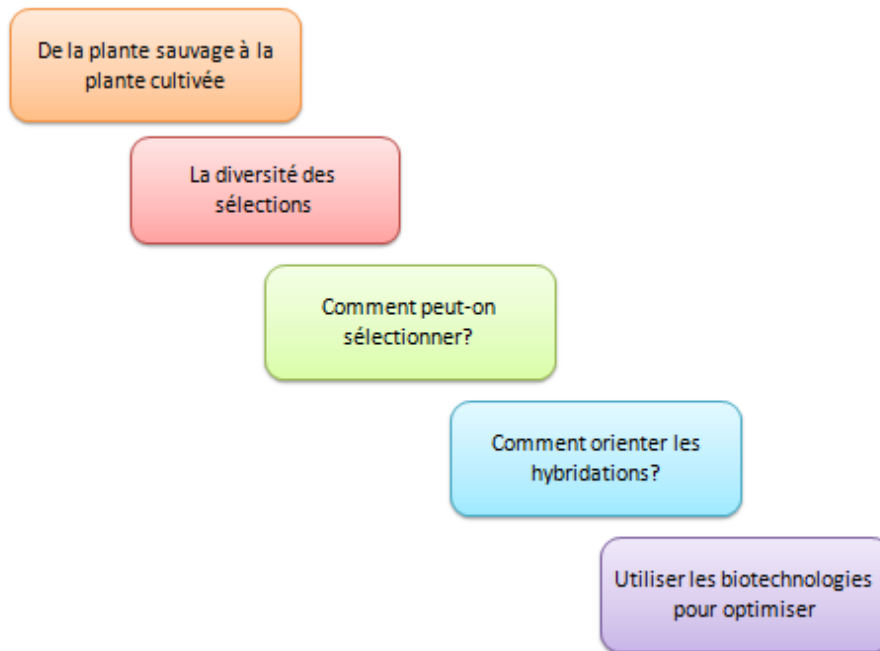 De la plante sauvage à la
plante cultivée
La diversité des
sélections
Comment peut-on
sélectionner?
Comment orienter les
hybridations?
Utiliser les biotechnologies
pour optimiser